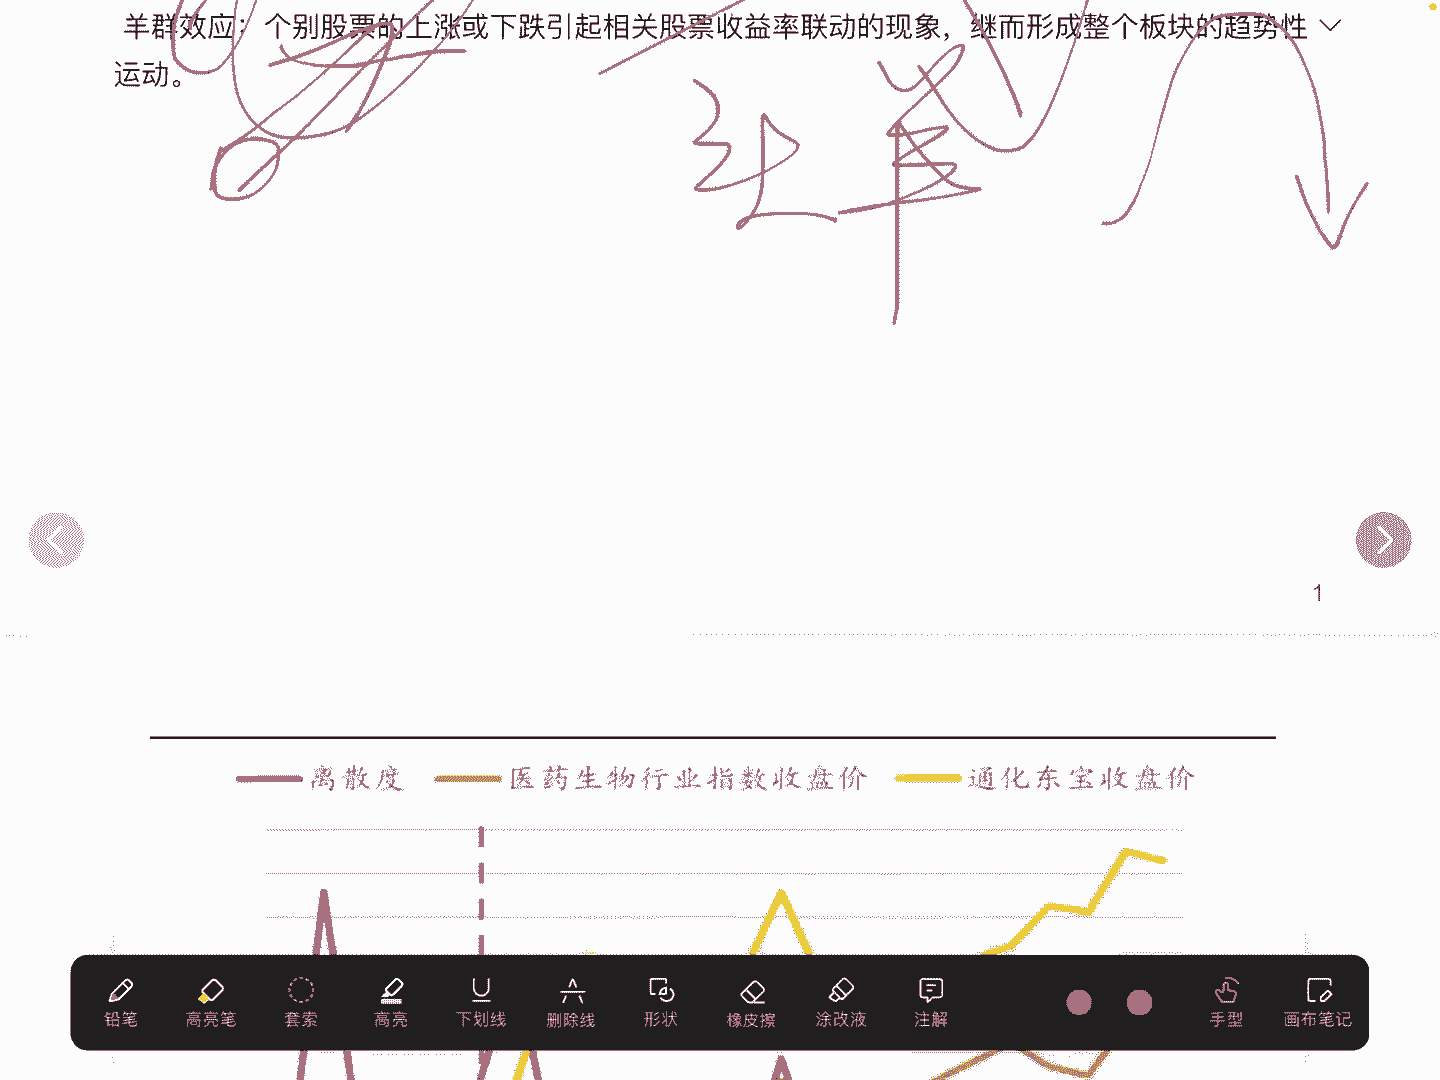 羊群效应：个别股票的上涨或下跌引起相关股票收益率联动的现象，继而形成整个板块的趋势性
运动。
1
离散度 医药生物行业指数收盘价 通化东宝收盘价
铅笔 高亮笔 套索 高亮 下划线 删除线 形状 橡皮擦 涂改液 注解 手型 画布笔记